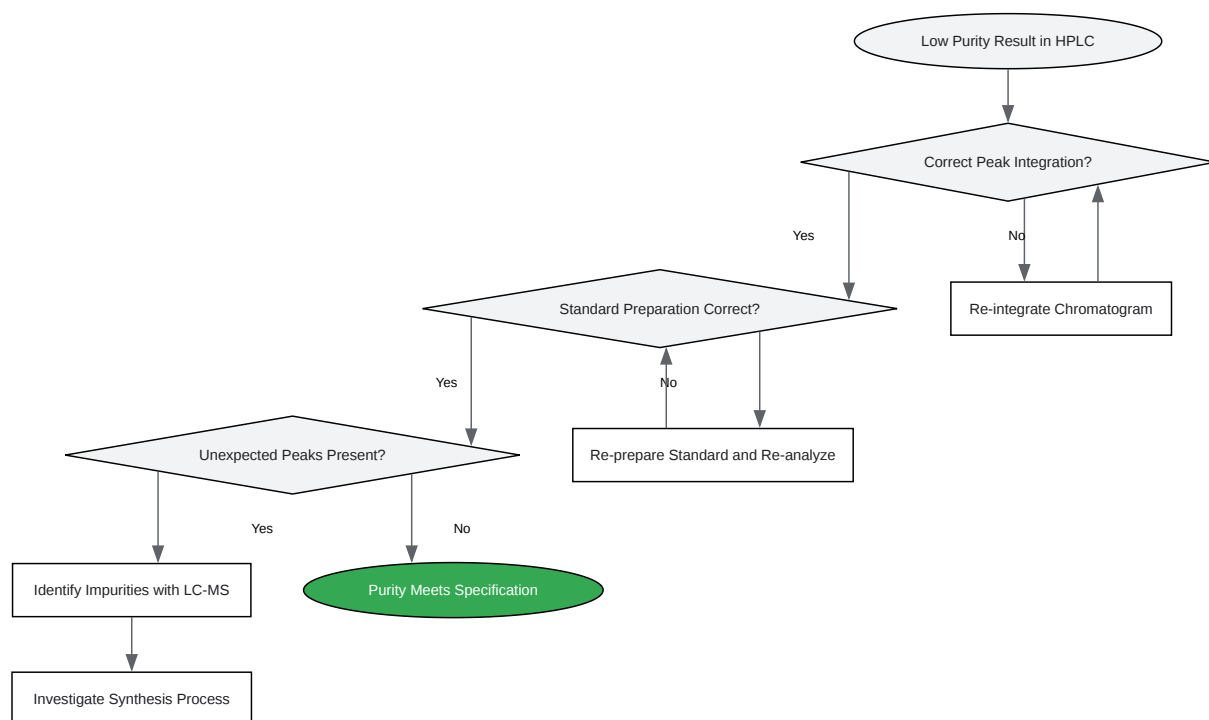 Low Purity Result in HPLC
Correct Peak Integration?
Yes
No
Standard Preparation Correct?
Re-integrate Chromatogram
Yes
No
Unexpected Peaks Present?
Re-prepare Standard and Re-analyze
Yes
No
Identify Impurities with LC-MS
Purity Meets Specification
Investigate Synthesis Process